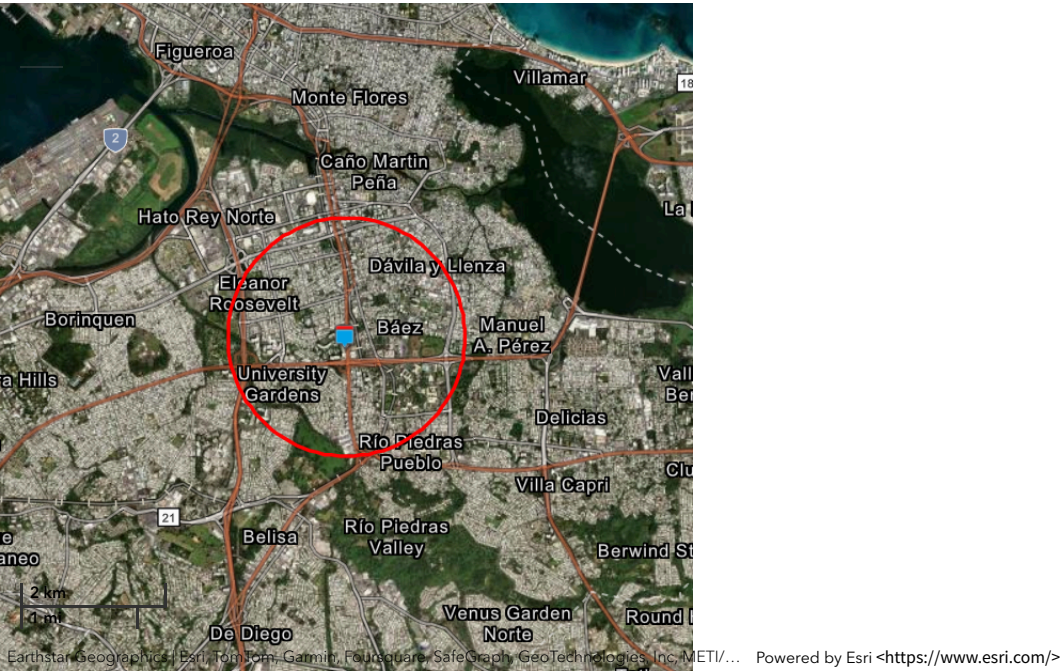 Figueroa
Villamar
18
Monte Flores
2
Caño Martin
Peña
Hato Rey Norte
La
Dávila y Llenza
Eleanor
Roosevelt
Borinquen
Báez
Manuel
A. Pérez
University
Gardens
a Hills
Vall
Ber
Delicias
Río Piedras
Pueblo
Clu
Villa Capri
21
Río Piedras
Valley
Belisa
e
aneo
Berwind St
2 km
1 mi
Venus Garden
Norte
Round
De Diego
Earthstar Geographics | Esri, TomTom, Garmin, Foursquare, SafeGraph, GeoTechnologies, Inc, METI/… Powered by Esri <https://www.esri.com/>